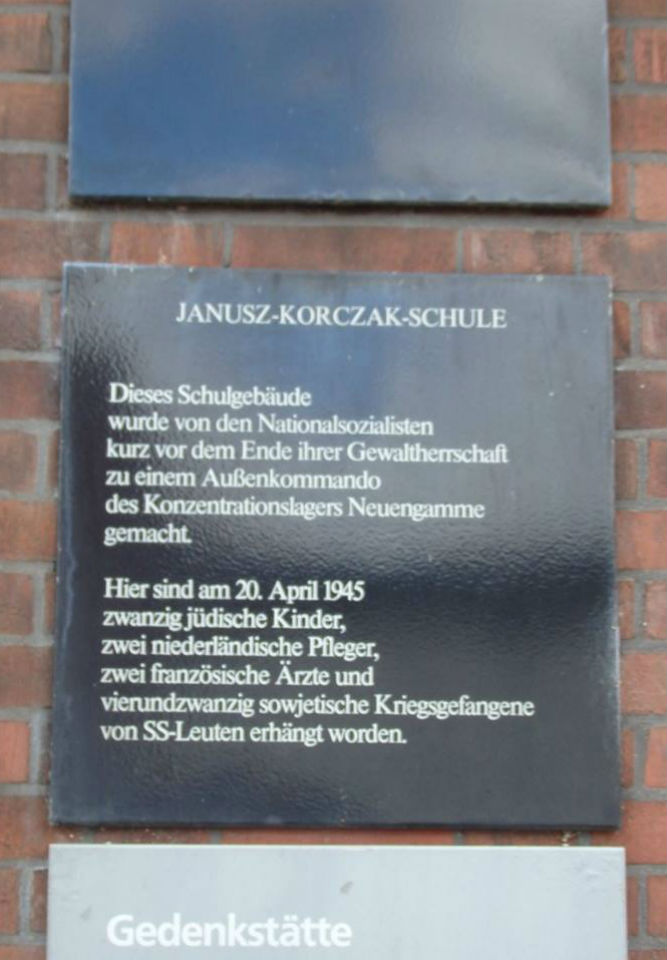 JANUSZ-KORCZAK-SCHULE
Dieses Schulgebäude
wurde von den Nationalsozialisten
kurz vor dem Ende ihrer Gewaltherrschaft
zu einem Außenkommando
des Konzentrationslagers Neuengamme
gemacht.
Hier sind am 20. April 1945
zwanzig jüdische Kinder,
zwei niederländische Pfleger,
zwei französische Ärzte und
vierundzwanzig sowjetische Kriegsgefangene
von SS-Leuten erhängt worden.
Gedenkstätte